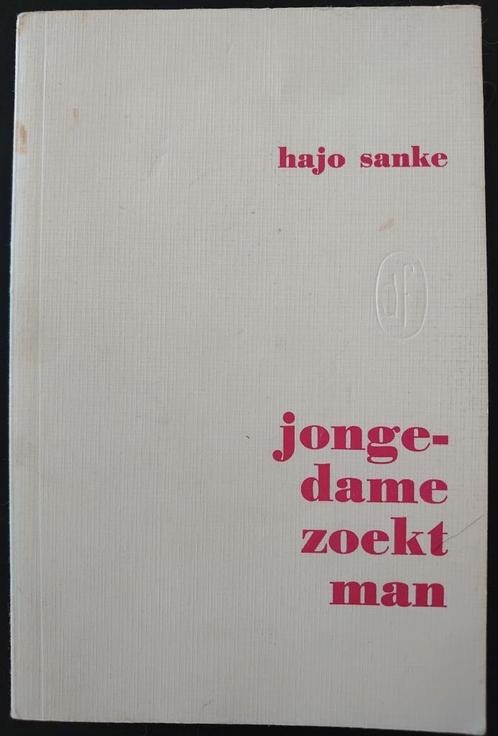 hajo sanke
jonge-
dame
zoekt
man